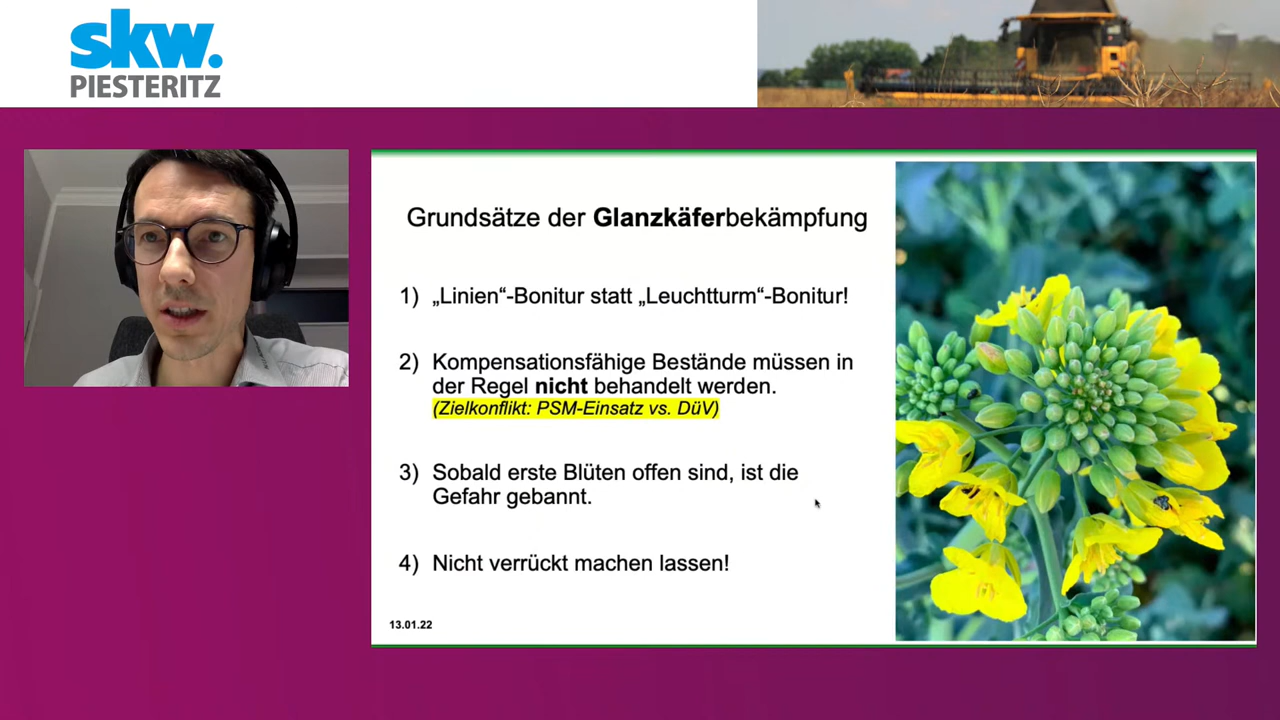 skw.
PIESTERITZ
Grundsätze der Glanzkäferbekämpfung
1) „Linien“-Bonitur statt „Leuchtturm“-Bonitur!
2) Kompensationsfähige Bestände müssen in
der Regel nicht behandelt werden.
(Zielkonflikt: PSM-Einsatz vs. DüV)
3) Sobald erste Blüten offen sind, ist die
Gefahr gebannt.
4) Nicht verrückt machen lassen!
13.01.22